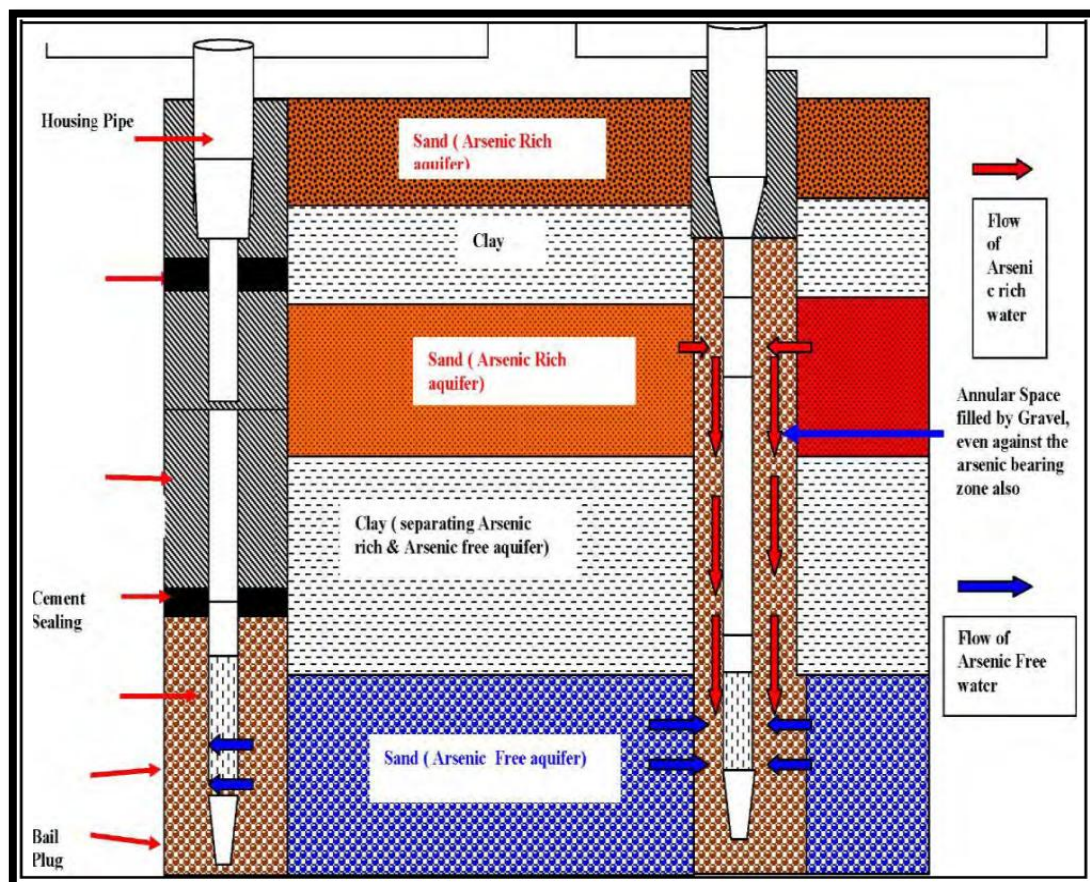 Housing Pipe
Sand ( Arsenic Rich
aquifer)
Clay
Sand ( Arsenic Rich
aquifer)
Clay ( separating Arsenic
rich & Arsenic free aquifer)
Cement
Sealing
Sand ( Arsenic Free aquifer)
Bail
Plug
Flow
of
Arseni
c rich
water
Annular Space
filled by Gravel,
even against the
arsenic bearing
zone also
Flow of
Arsenic Free
water